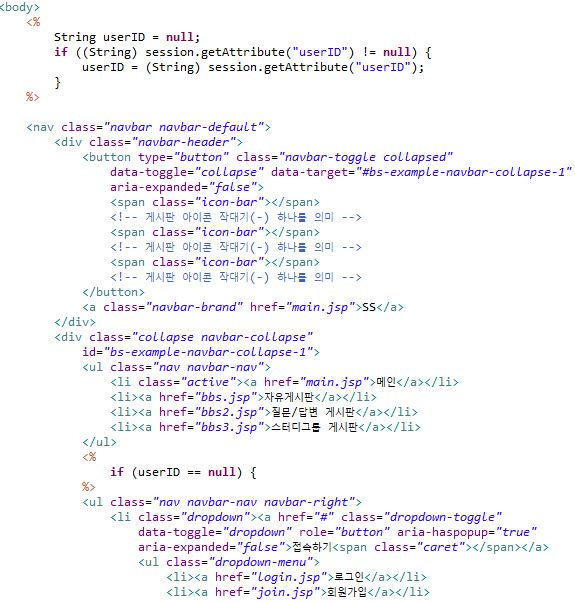 <body>
<%
String userID = null;
if ((String) session.getAttribute("userID") != null) {
userID = (String) session.getAttribute("userID");
}
%>
<nav class="navbar navbar-default">
<div class="navbar-header">
<button type="button" class="navbar-toggle collapsed"
data-toggle="collapse" data-target="#bs-example-navbar-collapse-1"
aria-expanded="false">
<span class="icon-bar"></span>
<!-- 게시판 아이콘 작대기(-) 하나를 의미 -->
<span class="icon-bar"></span>
<!-- 게시판 아이콘 작대기(-) 하나를 의미 -->
<span class="icon-bar"></span>
<!-- 게시판 아이콘 작대기(-) 하나를 의미 -->
</button>
<a class="navbar-brand" href="main.jsp">SS</a>
</div>
<div class="collapse navbar-collapse"
id="bs-example-navbar-collapse-1">
<ul class="nav navbar-nav">
<li class="active"><a href="main.jsp">메인</a></li>
<li><a href="bbs.jsp">자유게시판</a></li>
<li><a href="bbs2.jsp">질문/답변 게시판</a></li>
<li><a href="bbs3.jsp">스터디그룹 게시판</a></li>
</ul>
<%
if (userID == null) {
%>
<ul class="nav navbar-nav navbar-right">
<li class="dropdown"><a href="#" class="dropdown-toggle"
data-toggle="dropdown" role="button" aria-haspopup="true"
aria-expanded="false">접속하기<span class="caret"></span></a>
<ul class="dropdown-menu">
<li><a href="login.jsp">로그인</a></li>
<li><a href="join.jsp">회원가입</a></li>